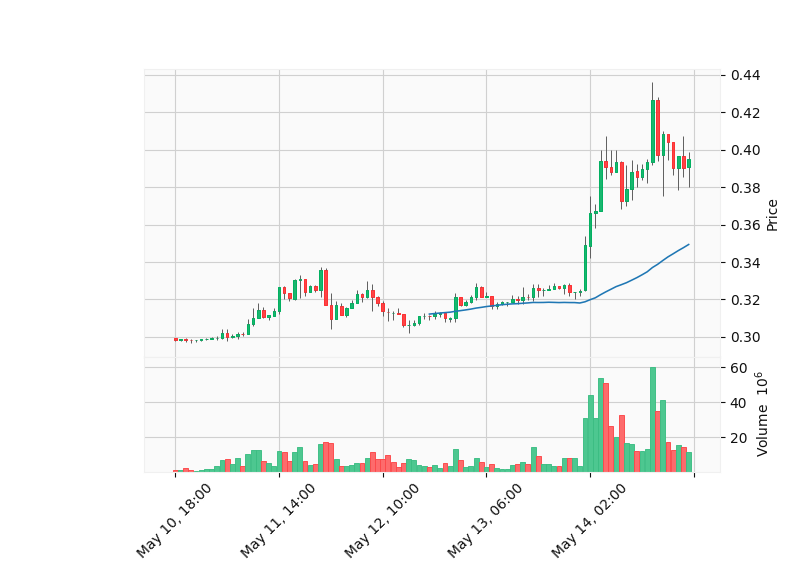 0.44
0.42
0.40
0.38
0.36
0.34
0.32
0.30
Price
60
40
20
Volume 10⁶
May 10, 18:00
May 11, 14:00
May 12, 10:00
May 13, 06:00
May 14, 02:00